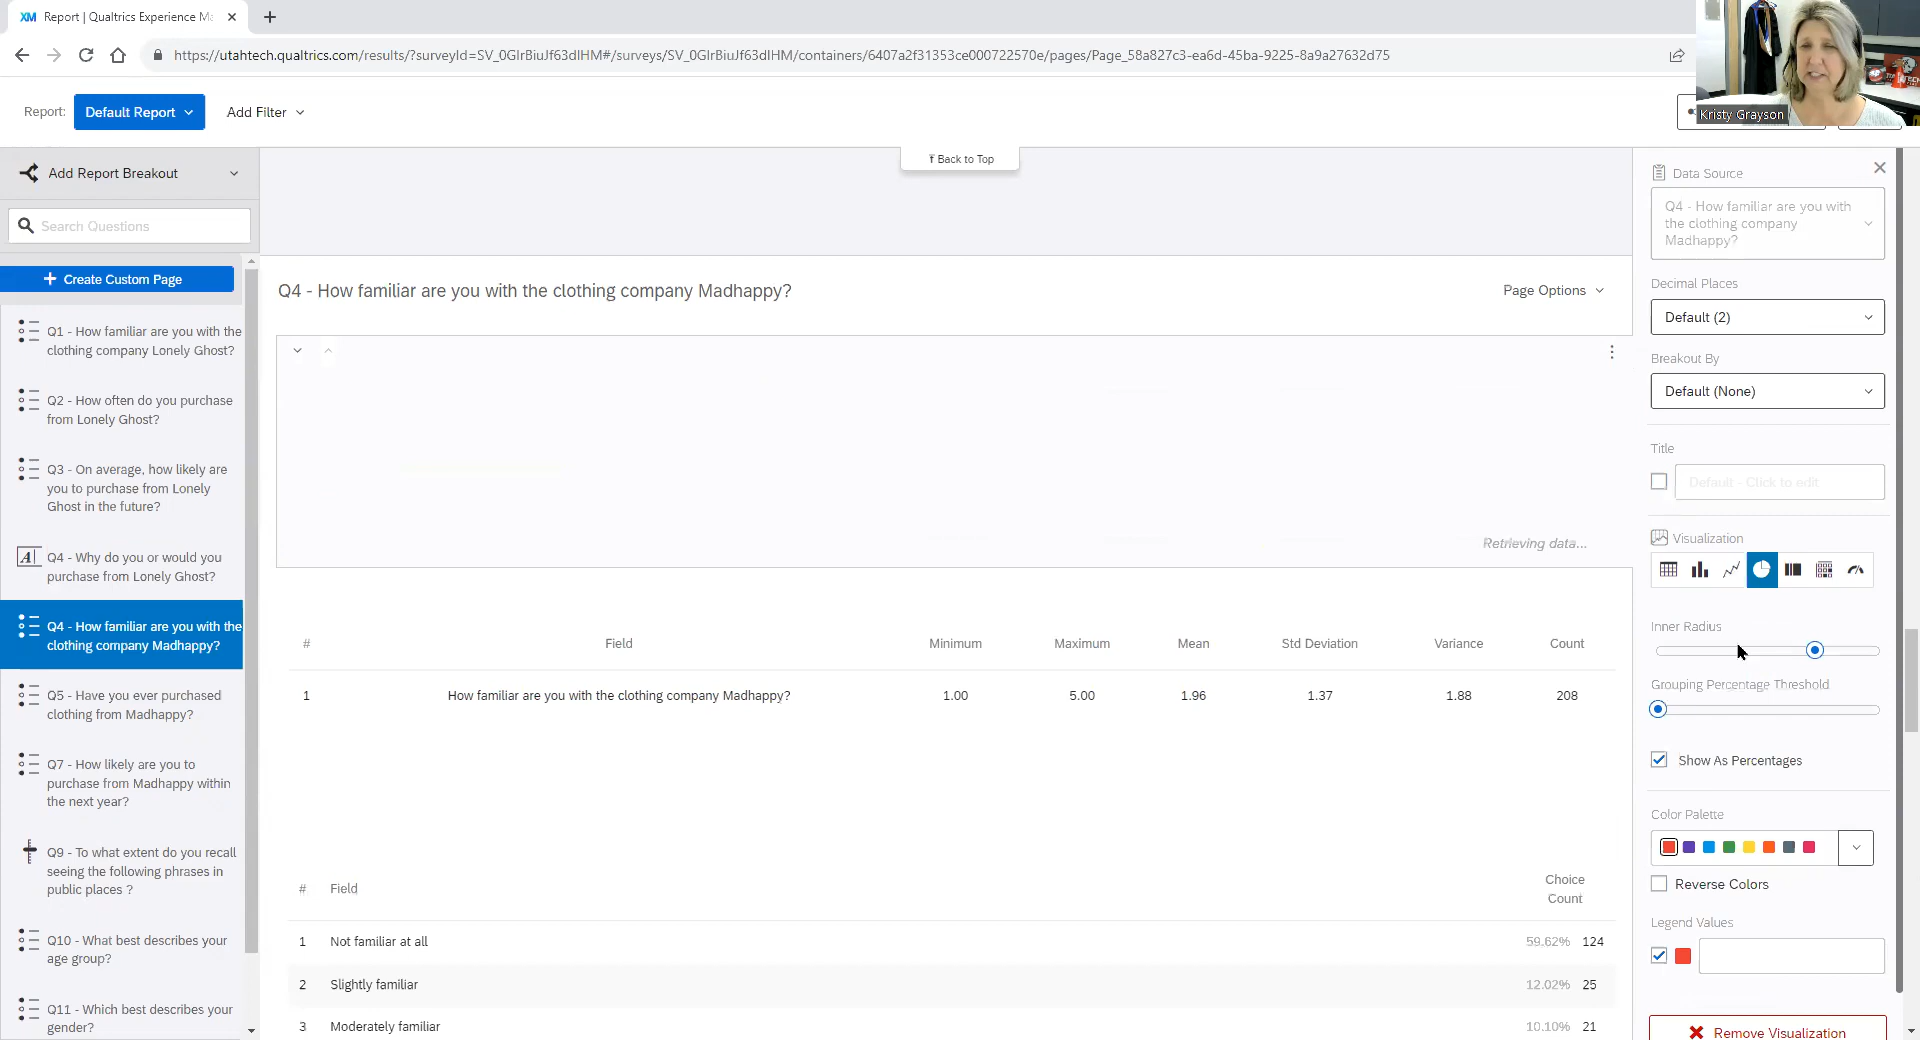 XM Report | Qualtrics Experience Ma
https://utahtech.qualtrics.com/results/?surveyId=SV_0GIrBiuJf63dIHM#/surveys/SV_0GIrBiuJf63dIHM/containers/6407a2f31353ce000722570e/pages/Page_58a827c3-ea6d-45ba-9225-8a9a27632d75
Kristy Grayson
Report:
Default Report
Add Filter
Back to Top
Add Report Breakout
Search Questions
+ Create Custom Page
Q1 - How familiar are you with the
clothing company Lonely Ghost?
Q2 - How often do you purchase
from Lonely Ghost?
Q3 - On average, how likely are
you to purchase from Lonely
Ghost in the future?
A
Q4 - Why do you or would you
purchase from Lonely Ghost?
Q4 - How familiar are you with the
clothing company Madhappy?
Q5 - Have you ever purchased
clothing from Madhappy?
Q7 - How likely are you to
purchase from Madhappy within
the next year?
Q9 - To what extent do you recall
seeing the following phrases in
public places ?
Q10 - What best describes your
age group?
Q11 - Which best describes your
gender?
Q4 - How familiar are you with the clothing company Madhappy?
Page Options
Retrieving data...
# Field Minimum Maximum Mean Std Deviation Variance Count
1 How familiar are you with the clothing company Madhappy? 1.00 5.00 1.96 1.37 1.88 208
# Field Choice
Count
1 Not familiar at all 59.62% 124
2 Slightly familiar 12.02% 25
3 Moderately familiar 10.10% 21
Data Source
Q4 - How familiar are you with
the clothing company
Madhappy?
Decimal Places
Default (2)
Breakout By
Default (None)
Title
Default - Click to edit
Visualization
Inner Radius
Grouping Percentage Threshold
Show As Percentages
Color Palette
Reverse Colors
Legend Values
Remove Visualization